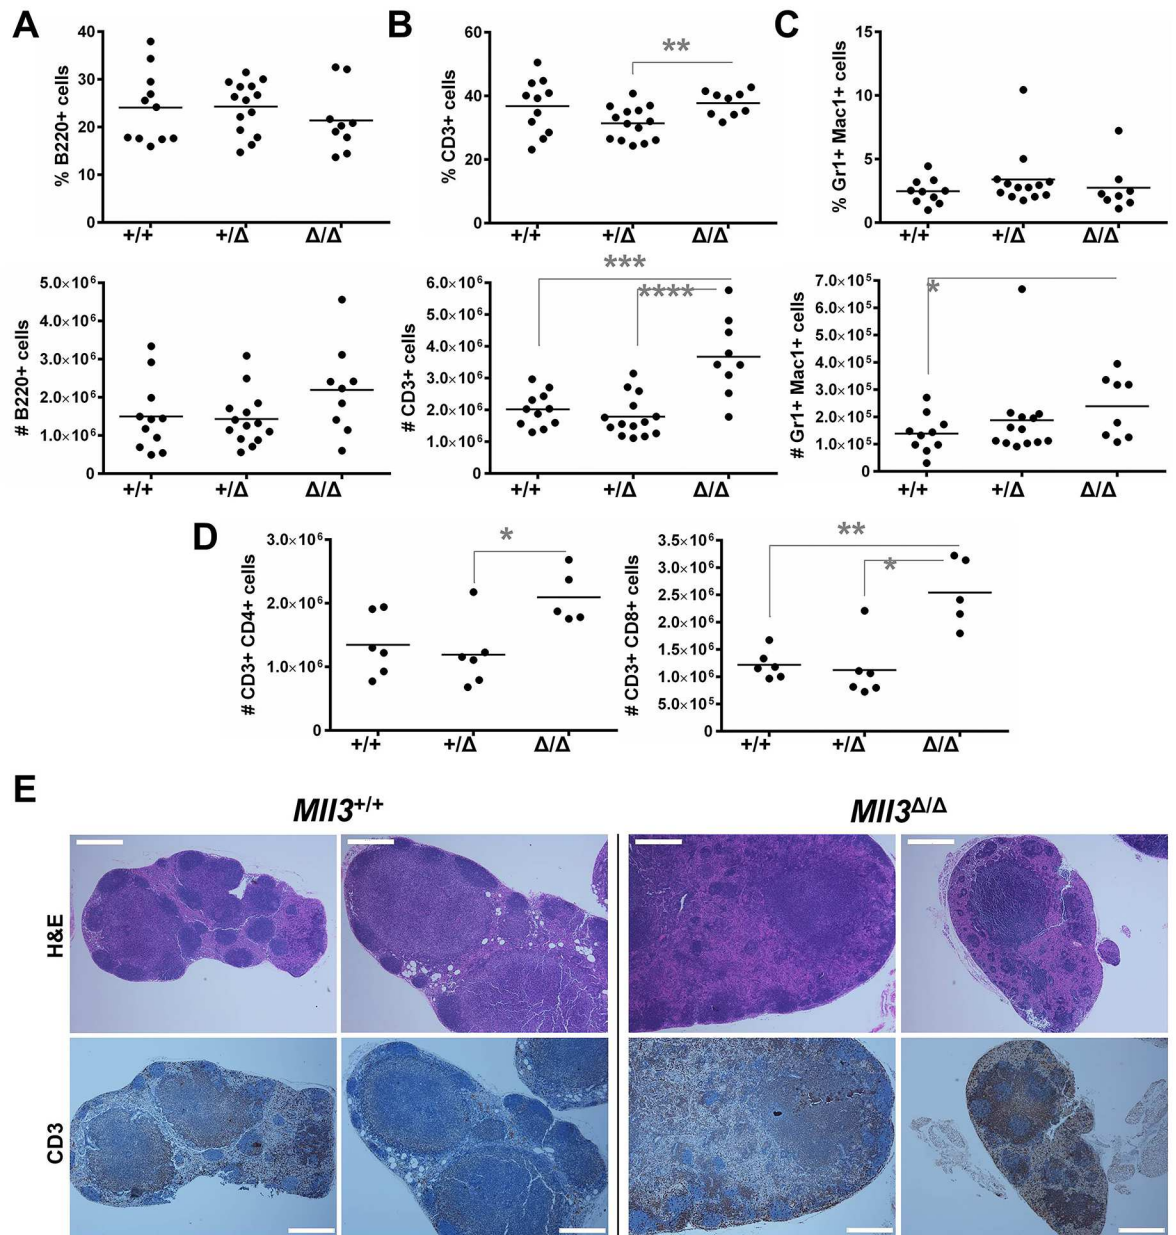 A
B
C
% B220+ cells
40
30
20
10
0
+/+
+/Δ
Δ/Δ
% CD3+ cells
60
40
20
0
**
+/+
+/Δ
Δ/Δ
% Gr1+ Mac1+ cells
15
10
5
0
+/+
+/Δ
Δ/Δ
# B220+ cells
5.0×10⁶
4.0×10⁶
3.0×10⁶
2.0×10⁶
1.0×10⁶
0
+/+
+/Δ
Δ/Δ
# CD3+ cells
6.0×10⁶
5.0×10⁶
4.0×10⁶
3.0×10⁶
2.0×10⁶
1.0×10⁶
0
***
****
+/+
+/Δ
Δ/Δ
# Gr1+ Mac1+ cells
7.0×10⁵
6.0×10⁵
5.0×10⁵
4.0×10⁵
3.0×10⁵
2.0×10⁵
1.0×10⁵
0
*
+/+
+/Δ
Δ/Δ
D
# CD3+ CD4+ cells
3.0×10⁶
2.0×10⁶
1.0×10⁶
0
*
+/+
+/Δ
Δ/Δ
# CD3+ CD8+ cells
3.5×10⁶
3.0×10⁶
2.5×10⁶
2.0×10⁶
1.5×10⁶
1.0×10⁶
5.0×10⁵
0
**
*
+/+
+/Δ
Δ/Δ
E
Mll3+/+
Mll3Δ/Δ
H&E
CD3